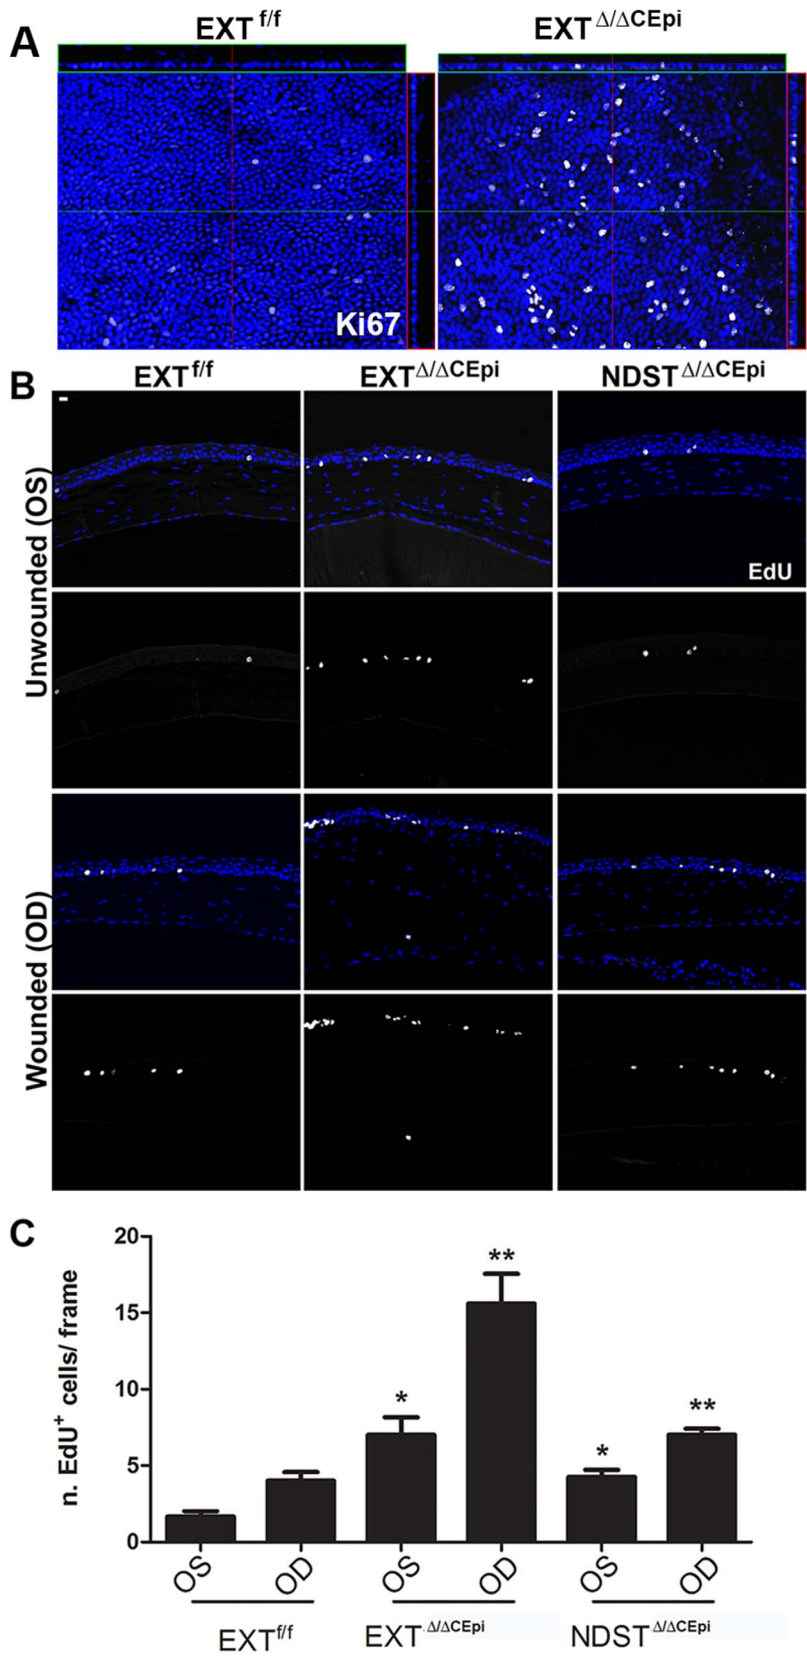 A
EXT f/f
EXT Δ/ΔCEpi
Ki67
B
EXT f/f
EXT Δ/ΔCEpi
NDST Δ/ΔCEpi
Unwounded (OS)
EdU
Wounded (OD)
C
n. EdU+ cells/ frame
20
15
10
5
0
*
**
*
**
OS
OD
OS
OD
OS
OD
EXT f/f
EXT Δ/ΔCEpi
NDST Δ/ΔCEpi